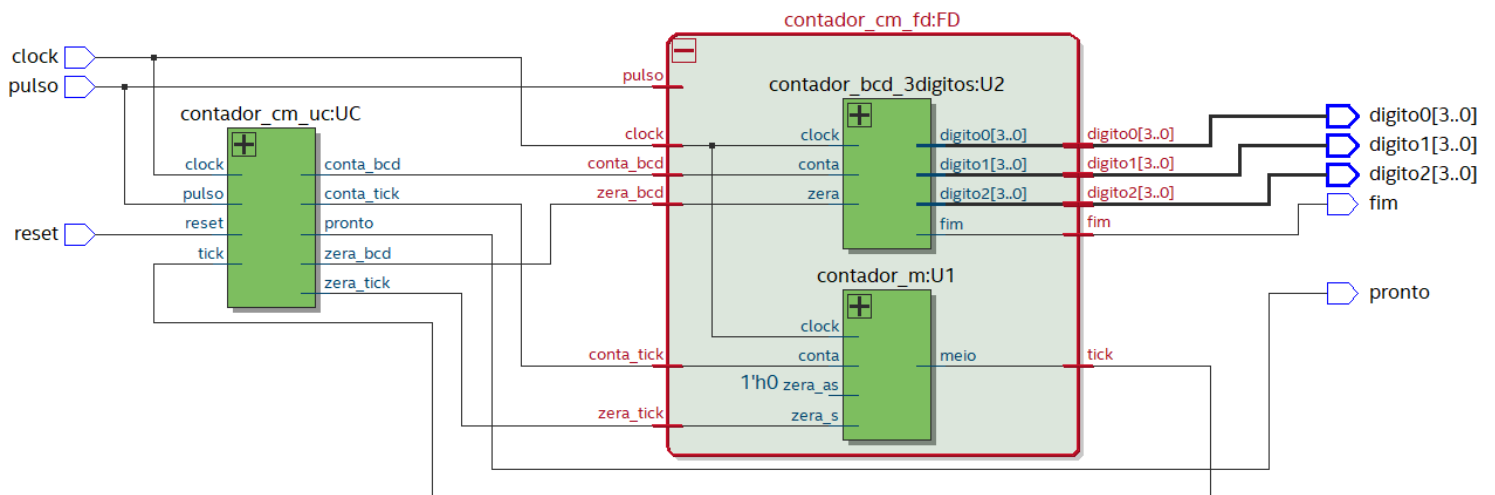 contador_cm_fd:FD
clock
pulso
reset
contador_cm_uc:UC
clock
pulso
reset
tick
conta_bcd
conta_tick
pronto
zera_bcd
zera_tick
pulso
clock
conta_bcd
zera_bcd
conta_tick
zera_tick
contador_bcd_3digitos:U2
clock
conta
zera
digito0[3..0]
digito1[3..0]
digito2[3..0]
fim
contador_m:U1
clock
conta
1'h0 zera_as
zera_s
meio
digito0[3..0]
digito1[3..0]
digito2[3..0]
fim
tick
digito0[3..0]
digito1[3..0]
digito2[3..0]
fim
pronto